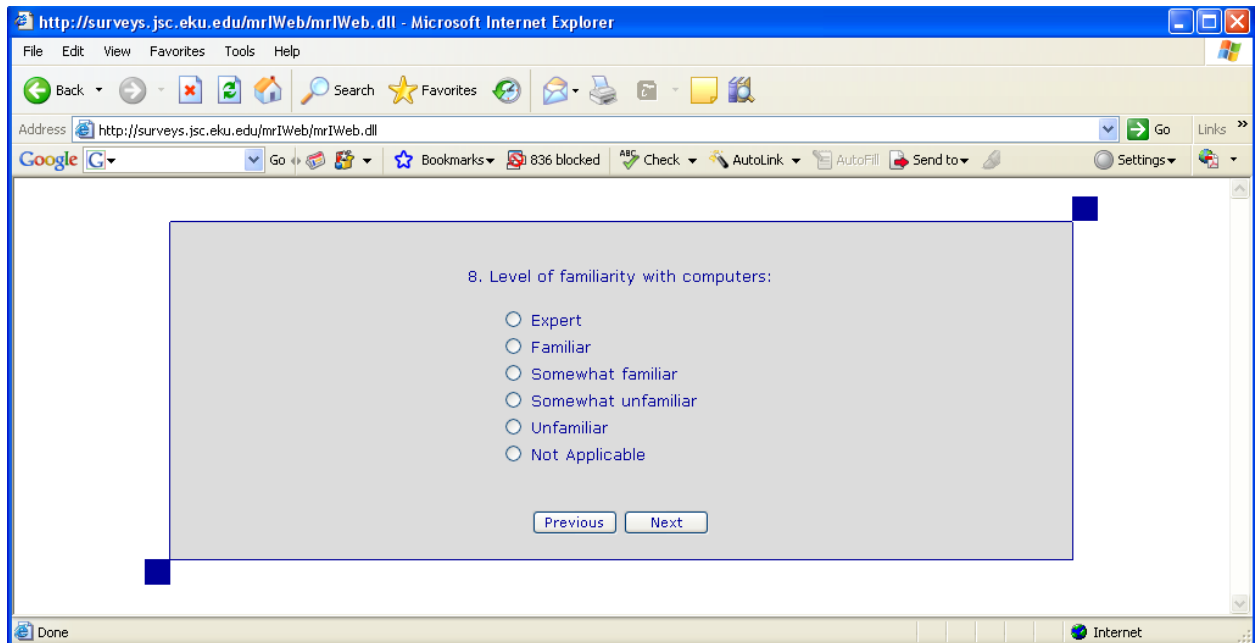 http://surveys.jsc.eku.edu/mrIWeb/mrIWeb.dll - Microsoft Internet Explorer
File Edit View Favorites Tools Help
Back Search Favorites
Address http://surveys.jsc.eku.edu/mrIWeb/mrIWeb.dll Go Links »
Google G Go Bookmarks 836 blocked ABC Check AutoLink AutoFill Send to Settings
8. Level of familiarity with computers:
Expert
Familiar
Somewhat familiar
Somewhat unfamiliar
Unfamiliar
Not Applicable
Previous Next
Done Internet